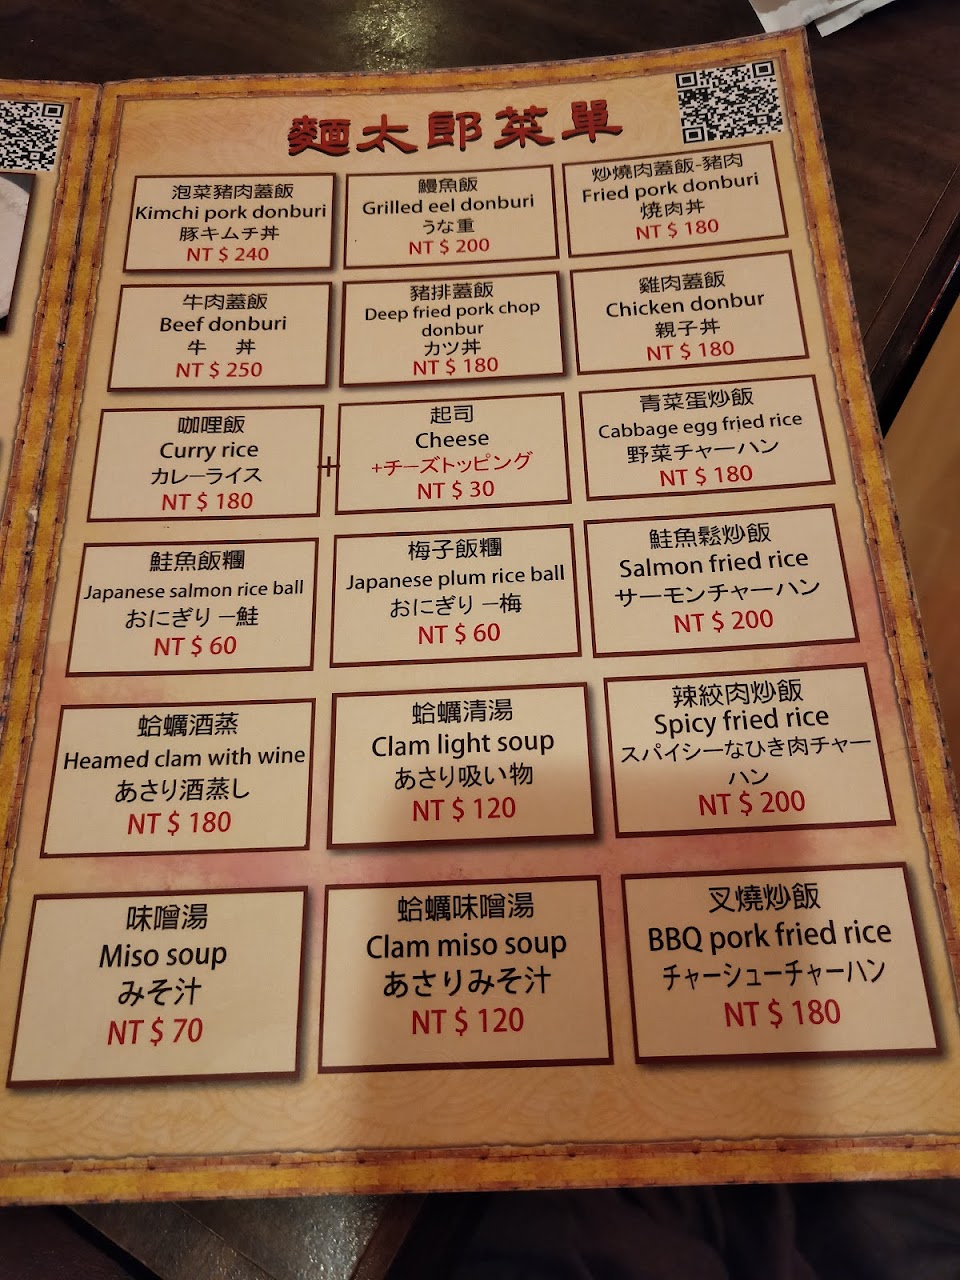 麵太郎菜單
泡菜豬肉蓋飯
Kimchi pork donburi
豚キムチ丼
NT $ 240
鰻魚飯
Grilled eel donburi
うな重
NT $ 200
炒燒肉蓋飯-豬肉
Fried pork donburi
焼肉丼
NT $ 180
牛肉蓋飯
Beef donburi
牛 丼
NT $ 250
豬排蓋飯
Deep fried pork chop
donbur
カツ丼
NT $ 180
雞肉蓋飯
Chicken donbur
親子丼
NT $ 180
咖哩飯
Curry rice
カレーライス
NT $ 180
+
起司
Cheese
+チーズトッピング
NT $ 30
青菜蛋炒飯
Cabbage egg fried rice
野菜チャーハン
NT $ 180
鮭魚飯糰
Japanese salmon rice ball
おにぎり ー鮭
NT $ 60
梅子飯糰
Japanese plum rice ball
おにぎり ー梅
NT $ 60
鮭魚鬆炒飯
Salmon fried rice
サーモンチャーハン
NT $ 200
蛤蠣酒蒸
Heamed clam with wine
あさり酒蒸し
NT $ 180
蛤蠣清湯
Clam light soup
あさり吸い物
NT $ 120
辣絞肉炒飯
Spicy fried rice
スパイシーなひき肉チャー
ハン
NT $ 200
味噌湯
Miso soup
みそ汁
NT $ 70
蛤蠣味噌湯
Clam miso soup
あさりみそ汁
NT $ 120
叉燒炒飯
BBQ pork fried rice
チャーシューチャーハン
NT $ 180